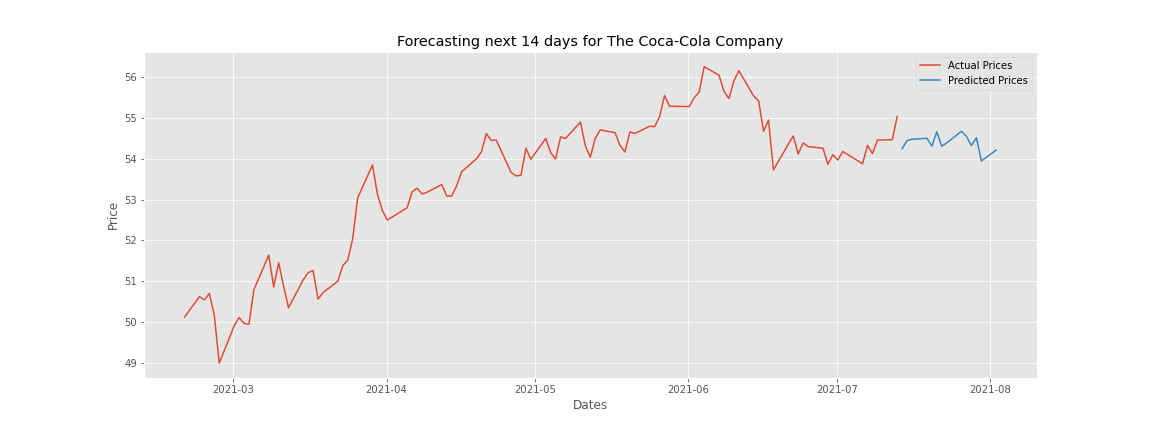 Forecasting next 14 days for The Coca-Cola Company
Actual Prices
Predicted Prices
Price
56
55
54
53
52
51
50
49
2021-03
2021-04
2021-05
2021-06
2021-07
2021-08
Dates